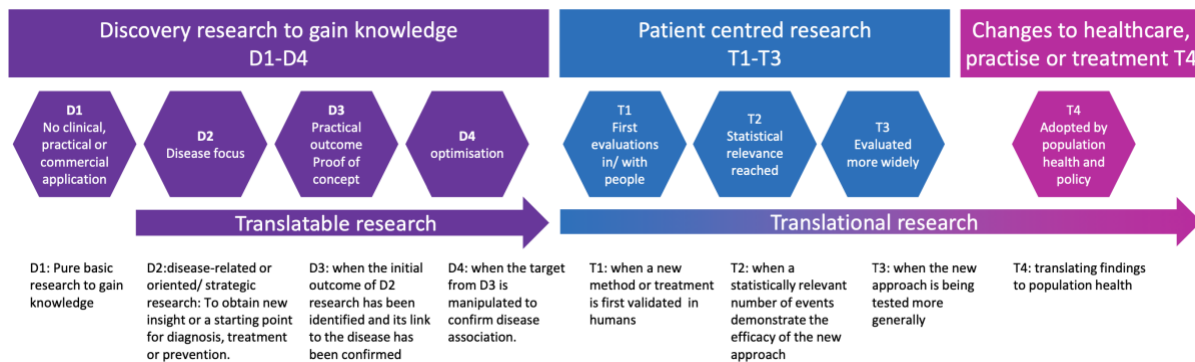 Discovery research to gain knowledge
D1-D4
Patient centred research
T1-T3
Changes to healthcare,
practise or treatment T4
D1
No clinical,
practical or
commercial
application
D2
Disease focus
D3
Practical
outcome
Proof of
concept
D4
optimisation
T1
First
evaluations
in/ with
people
T2
Statistical
relevance
reached
T3
Evaluated
more widely
T4
Adopted by
population
health and
policy
Translatable research
Translational research
D1: Pure basic
research to gain
knowledge
D2:disease-related or
oriented/ strategic
research: To obtain new
insight or a starting point
for diagnosis, treatment
or prevention.
D3: when the initial
outcome of D2
research has been
identified and its link
to the disease has
been confirmed
D4: when the target
from D3 is
manipulated to
confirm disease
association.
T1: when a new
method or treatment
is first validated in
humans
T2: when a
statistically relevant
number of events
demonstrate the
efficacy of the new
approach
T3: when the new
approach is being
tested more
generally
T4: translating findings
to population health